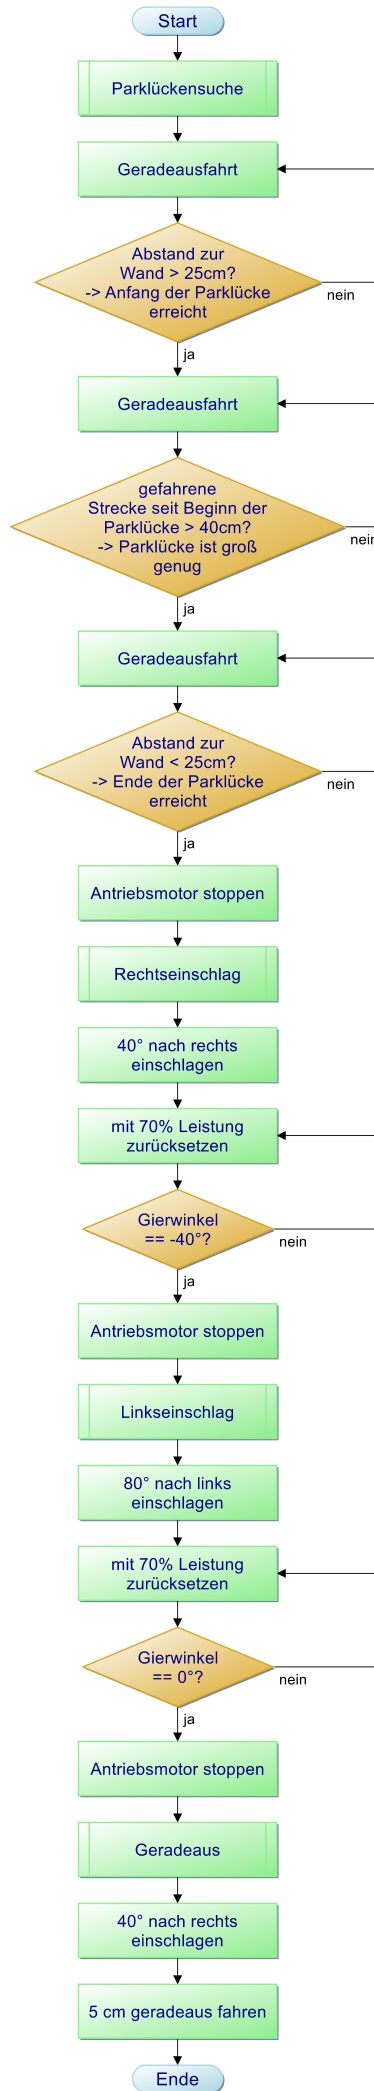 Start
Parklückensuche
Geradeausfahrt
Abstand zur
Wand > 25cm?
-> Anfang der Parklücke
erreicht
nein
ja
Geradeausfahrt
gefahrene
Strecke seit Beginn der
Parklücke > 40cm?
-> Parklücke ist groß
genug
nein
ja
Geradeausfahrt
Abstand zur
Wand < 25cm?
-> Ende der Parklücke
erreicht
nein
ja
Antriebsmotor stoppen
Rechtseinschlag
40° nach rechts
einschlagen
mit 70% Leistung
zurücksetzen
Gierwinkel
== -40°?
nein
ja
Antriebsmotor stoppen
Linkseinschlag
80° nach links
einschlagen
mit 70% Leistung
zurücksetzen
Gierwinkel
== 0°?
nein
ja
Antriebsmotor stoppen
Geradeaus
40° nach rechts
einschlagen
5 cm geradeaus fahren
Ende